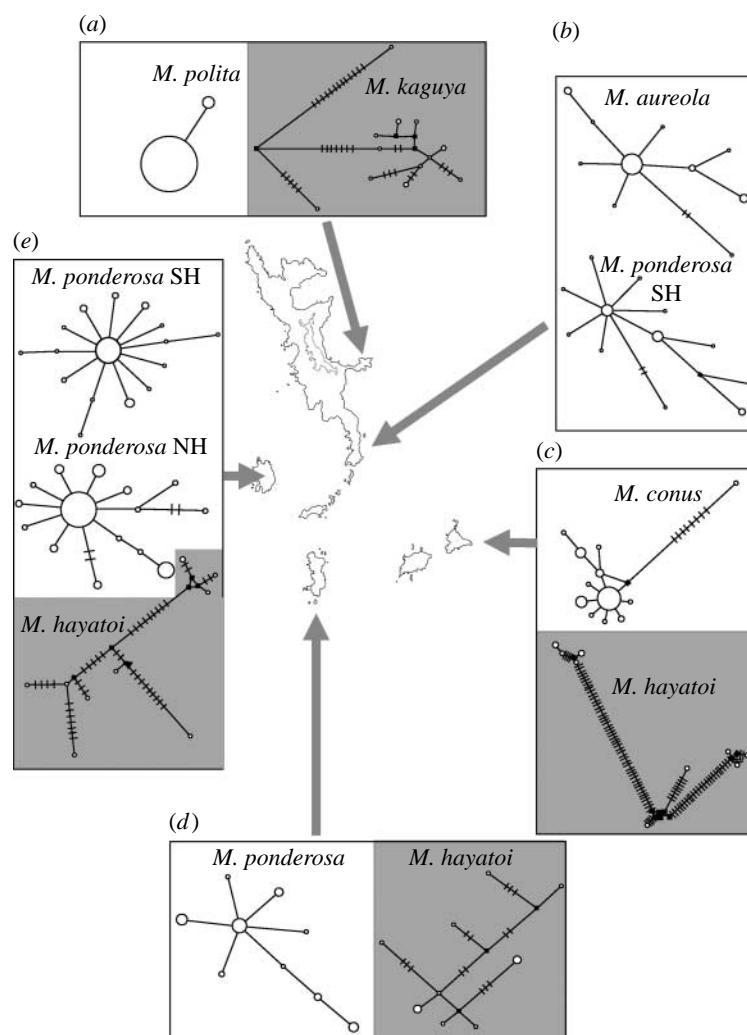 (a)
M. polita
M. kaguya
(b)
M. aureola
M. ponderosa
SH
(e)
M. ponderosa SH
M. ponderosa NH
M. hayatoi
(c)
M. conus
M. hayatoi
(d)
M. ponderosa
M. hayatoi